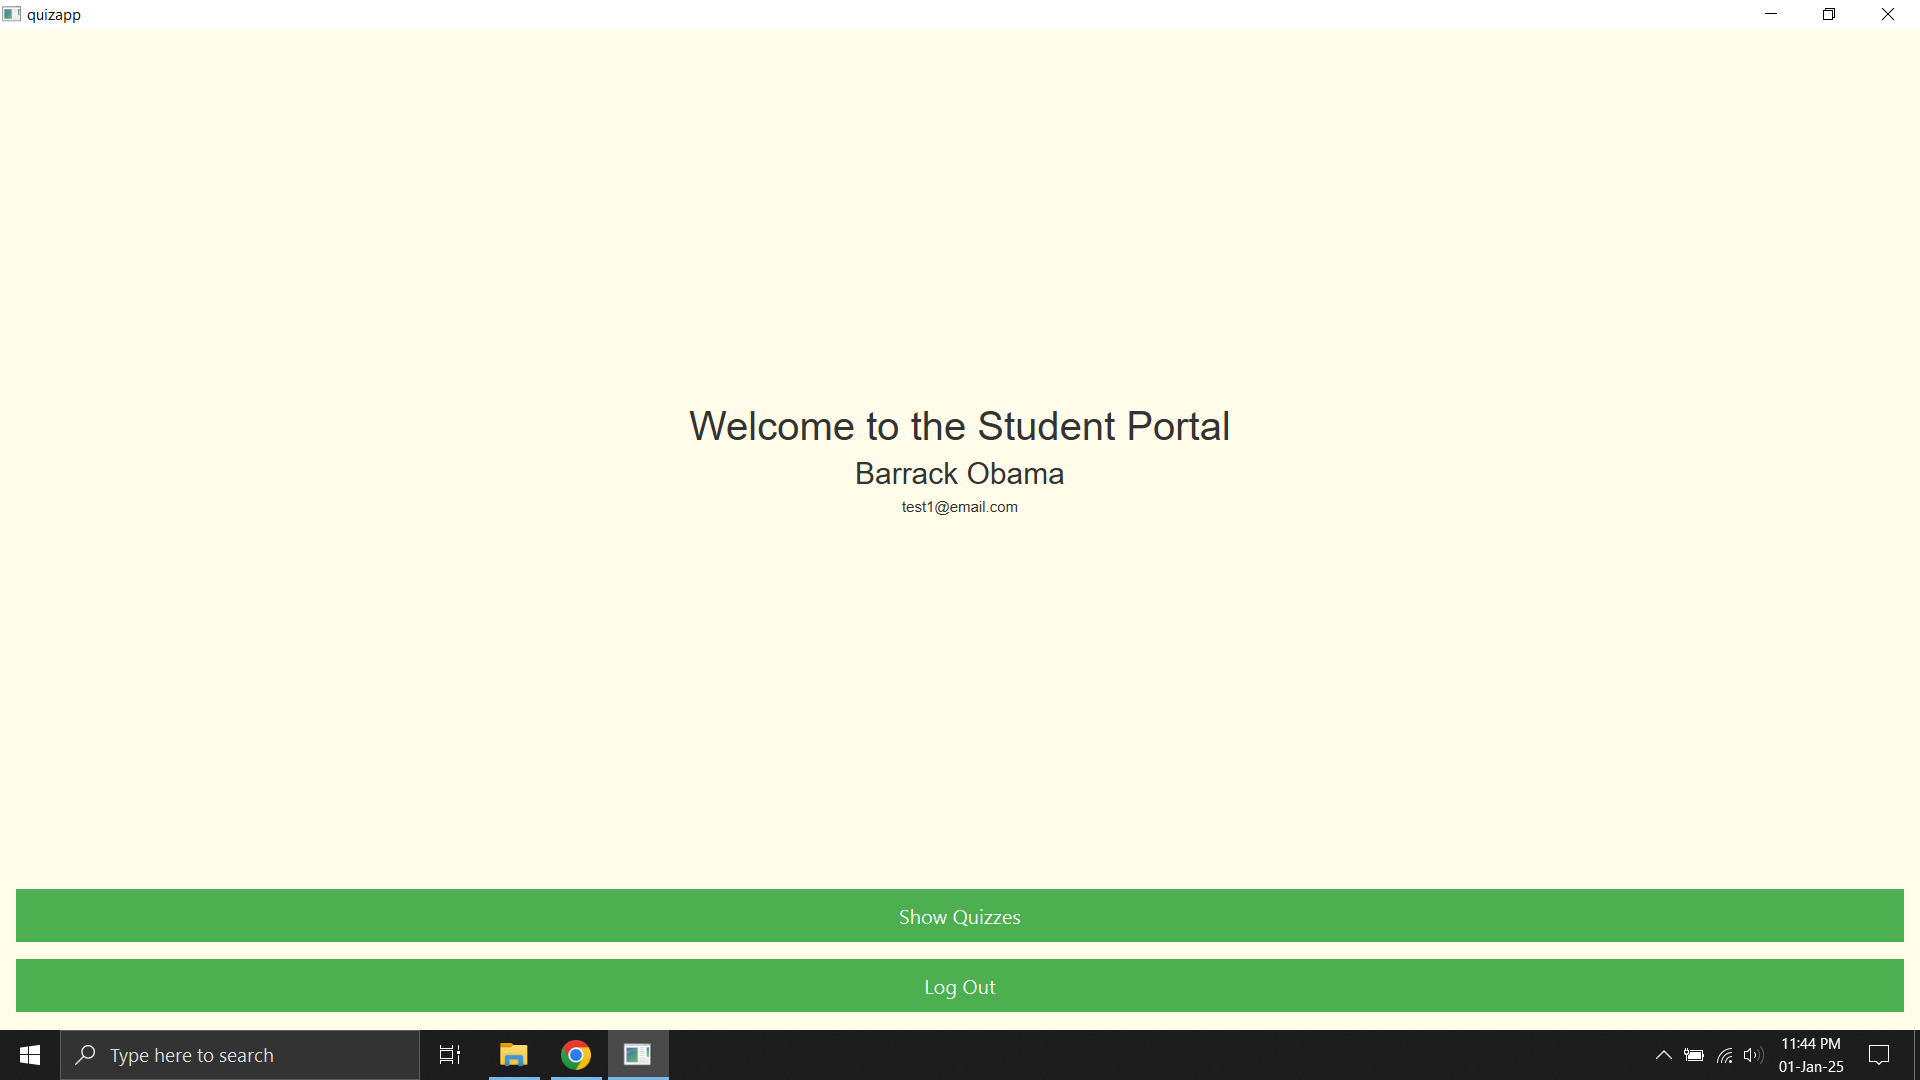 quizapp
Welcome to the Student Portal
Barrack Obama
test1@email.com
Show Quizzes
Log Out
Type here to search
11:44 PM
01-Jan-25